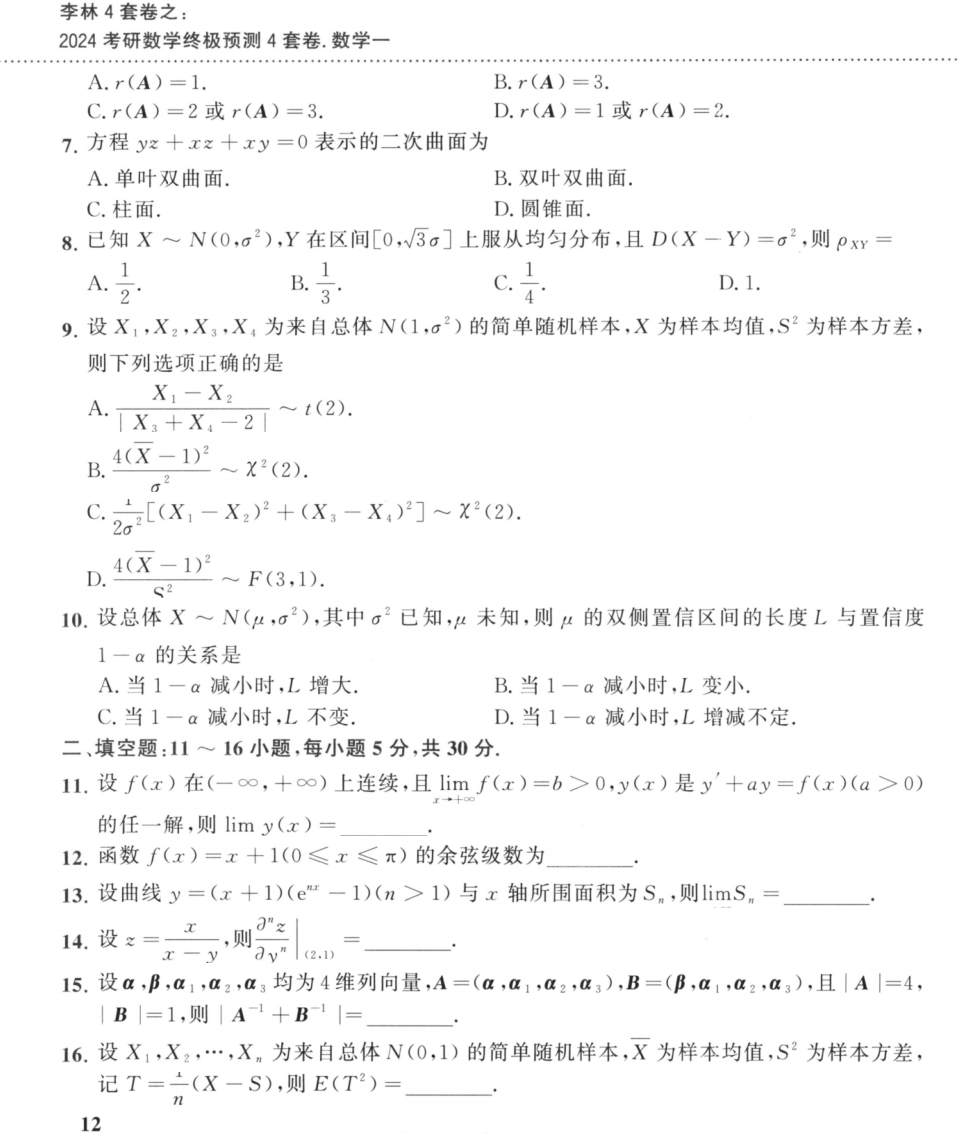 李林 4 套卷之:
2024 考研数学终极预测 4 套卷.数学一
A. r(A)=1. B. r(A)=3.
C. r(A)=2 或 r(A)=3. D. r(A)=1 或 r(A)=2.
7. 方程 yz+xz+xy=0 表示的二次曲面为
A. 单叶双曲面. B. 双叶双曲面.
C. 柱面. D. 圆锥面.
8. 已知 X ~ N(0,σ²),Y 在区间[0,√3σ]上服从均匀分布,且 D(X-Y)=σ²,则 ρ_XY =
A. 1/2. B. 1/3. C. 1/4. D. 1.
9. 设 X₁,X₂,X₃,X₄ 为来自总体 N(1,σ²)的简单随机样本,X 为样本均值,S² 为样本方差,
则下列选项正确的是
A. (X₁-X₂)/|X₃+X₄-2| ~ t(2).
B. 4(X̄-1)²/σ² ~ χ²(2).
C. 1/(2σ²)[(X₁-X₂)²+(X₃-X₄)²] ~ χ²(2).
D. 4(X̄-1)²/S² ~ F(3,1).
10. 设总体 X ~ N(μ,σ²),其中 σ² 已知,μ 未知,则 μ 的双侧置信区间的长度 L 与置信度
1-α 的关系是
A. 当 1-α 减小时,L 增大. B. 当 1-α 减小时,L 变小.
C. 当 1-α 减小时,L 不变. D. 当 1-α 减小时,L 增减不定.
二、填空题:11 ~ 16 小题,每小题 5 分,共 30 分.
11. 设 f(x)在(-∞,+∞)上连续,且 lim_{x→+∞} f(x)=b>0,y(x)是 y′+ay=f(x)(a>0)
的任一解,则 lim y(x)=________.
12. 函数 f(x)=x+1(0≤x≤π)的余弦级数为________.
13. 设曲线 y=(x+1)(e^{nx}-1)(n>1)与 x 轴所围面积为 Sₙ,则limSₙ=________.
14. 设 z=x/(x-y),则 ∂ⁿz/∂yⁿ|_(2,1) =________.
15. 设 α,β,α₁,α₂,α₃ 均为 4 维列向量,A=(α,α₁,α₂,α₃),B=(β,α₁,α₂,α₃),且|A|=4,
|B|=1,则|A⁻¹+B⁻¹|=________.
16. 设 X₁,X₂,…,Xₙ 为来自总体 N(0,1)的简单随机样本,X̄ 为样本均值,S² 为样本方差,
记 T=1/n(X-S),则 E(T²)=________.
12